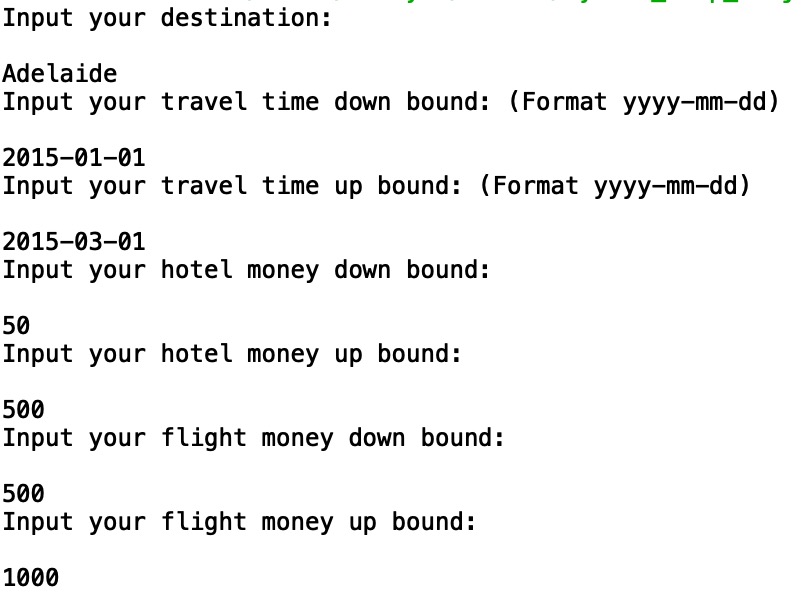 Input your destination:
Adelaide
Input your travel time down bound: (Format yyyy-mm-dd)
2015-01-01
Input your travel time up bound: (Format yyyy-mm-dd)
2015-03-01
Input your hotel money down bound:
50
Input your hotel money up bound:
500
Input your flight money down bound:
500
Input your flight money up bound:
1000